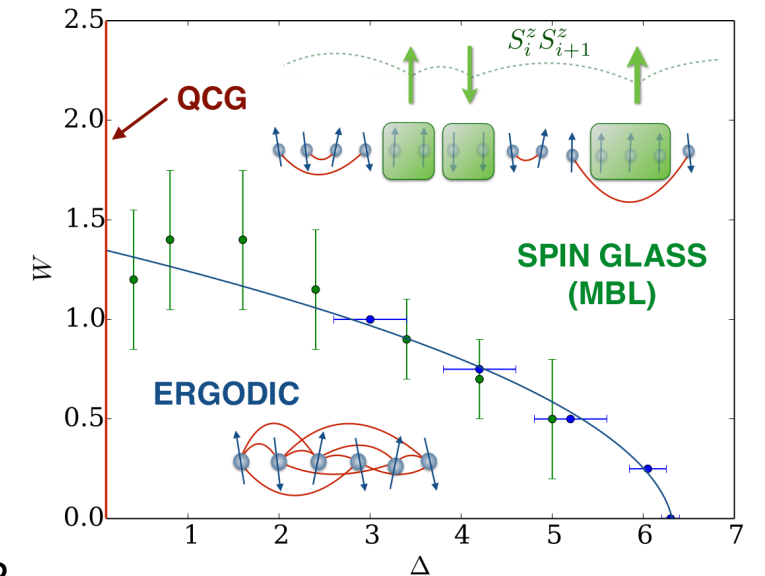 2.5
2.0
1.5
1.0
0.5
0.0
W
QCG
S_i^z S_{i+1}^z
SPIN GLASS
(MBL)
ERGODIC
1 2 3 4 5 6 7
Δ